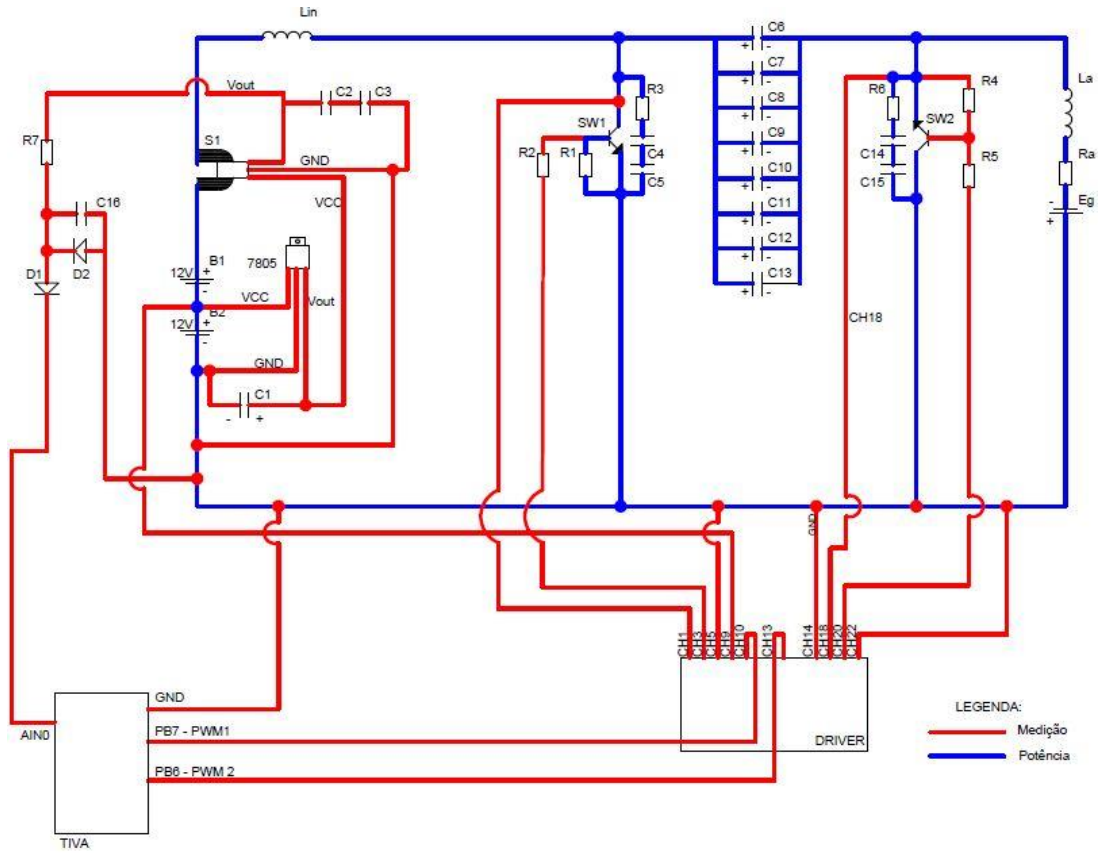 Lin
Vout
C2
C3
R7
S1
GND
VCC
C16
D1
D2
B1
12V
+
-
7805
VCC
Vout
B2
12V
+
-
GND
C1
-
+
SW1
R3
R2
R1
C4
C5
C6
+
-
C7
+
-
C8
+
-
C9
+
-
C10
+
-
C11
+
-
C12
+
-
C13
+
-
R6
SW2
R4
R5
C14
C15
La
Ra
Eg
-
+
CH18
GND
CH1
CH3
CH5
CH9
CH10
CH13
CH14
CH18
CH20
CH22
DRIVER
AIN0
GND
PB7 - PWM1
PB6 - PWM 2
TIVA
LEGENDA:
Medição
Potência